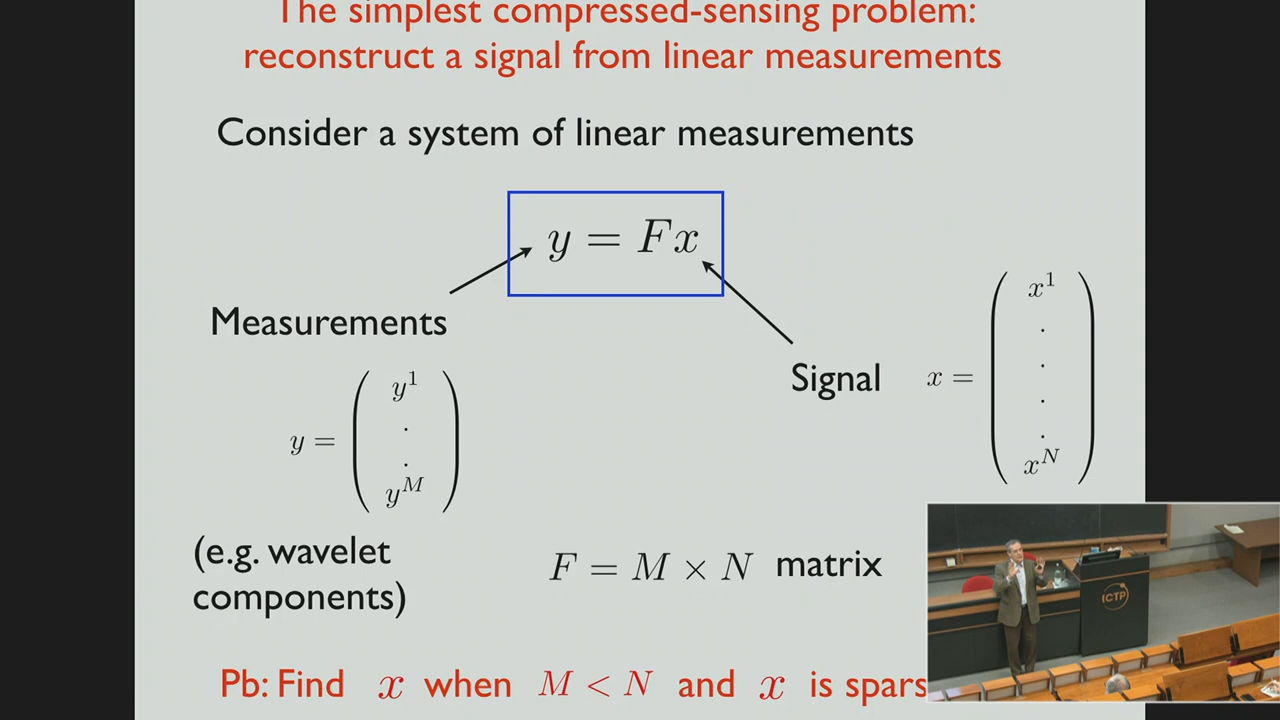 The simplest compressed-sensing problem:
reconstruct a signal from linear measurements
Consider a system of linear measurements
y = Fx
Measurements
Signal
x = ( x^1 . . . . x^N )
y = ( y^1 . . y^M )
(e.g. wavelet
components)
F = M × N matrix
Pb: Find x when M < N and x is spars
ICTP